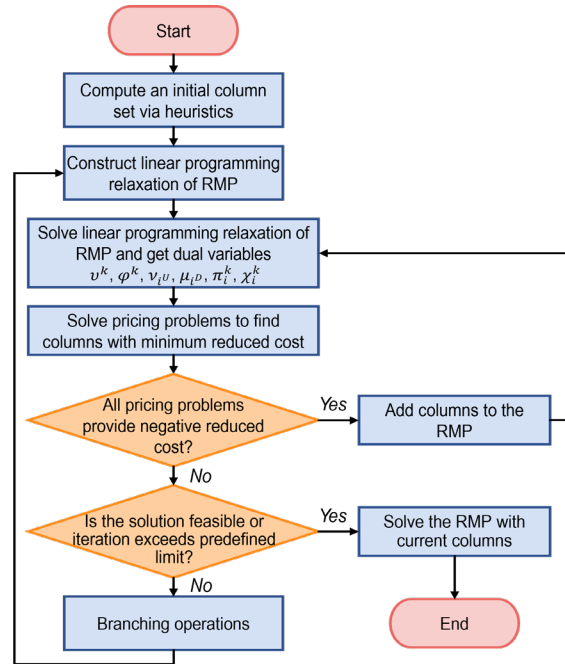 Start
Compute an initial column
set via heuristics
Construct linear programming
relaxation of RMP
Solve linear programming relaxation of
RMP and get dual variables
υ^k, φ^k, ν_{i^U}, μ_{i^D}, π_i^k, χ_i^k
Solve pricing problems to find
columns with minimum reduced cost
All pricing problems
provide negative reduced
cost?
Yes
Add columns to the
RMP
No
Is the solution feasible or
iteration exceeds predefined
limit?
Yes
Solve the RMP with
current columns
No
Branching operations
End